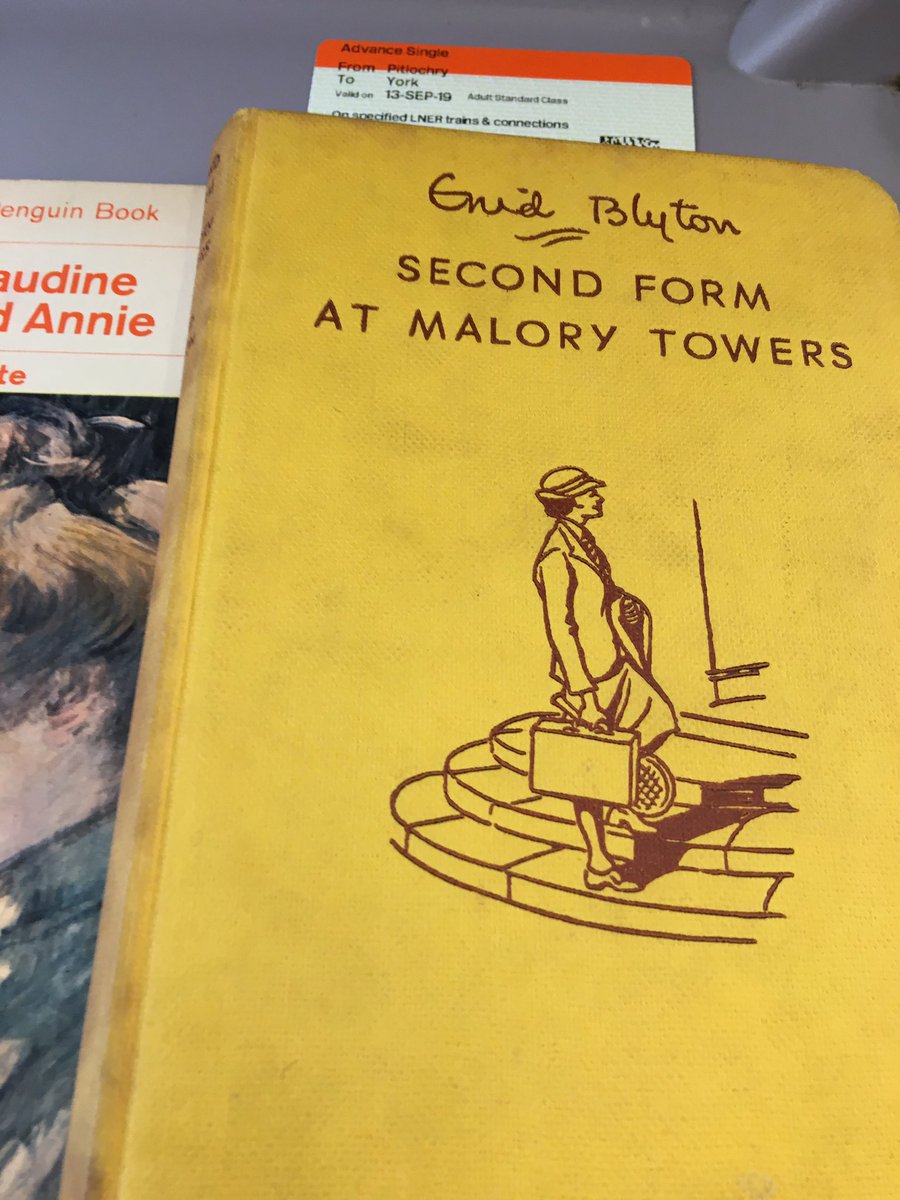 Advance Single
From Pitlochry
To York
Valid on 13-SEP-19 Adult Standard Class
On specified LNER trains & connections
Enid Blyton
SECOND FORM
AT MALORY TOWERS
enguin Book
audine
d Annie
te